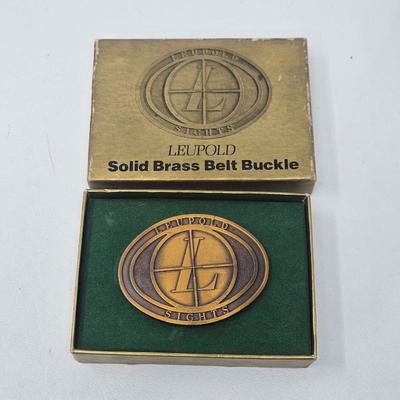 LEUPOLD
L
SIGHTS
LEUPOLD
Solid Brass Belt Buckle
LEUPOLD
L
SIGHTS